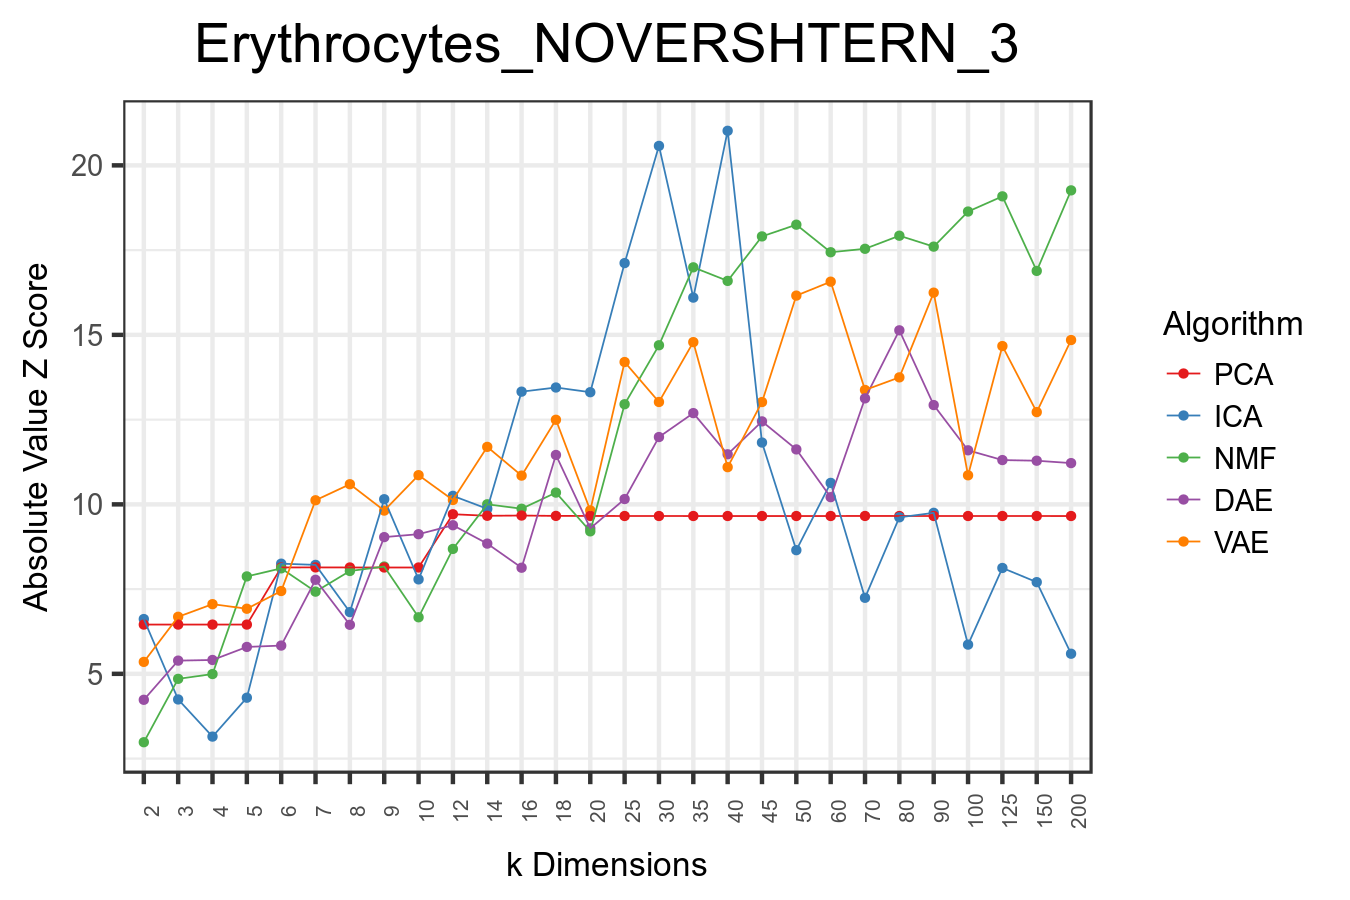 Erythrocytes_NOVERSHTERN_3
Absolute Value Z Score
20
15
10
5
2 3 4 5 6 7 8 9 10 12 14 16 18 20 25 30 35 40 45 50 60 70 80 90 100 125 150 200
k Dimensions
Algorithm
PCA
ICA
NMF
DAE
VAE